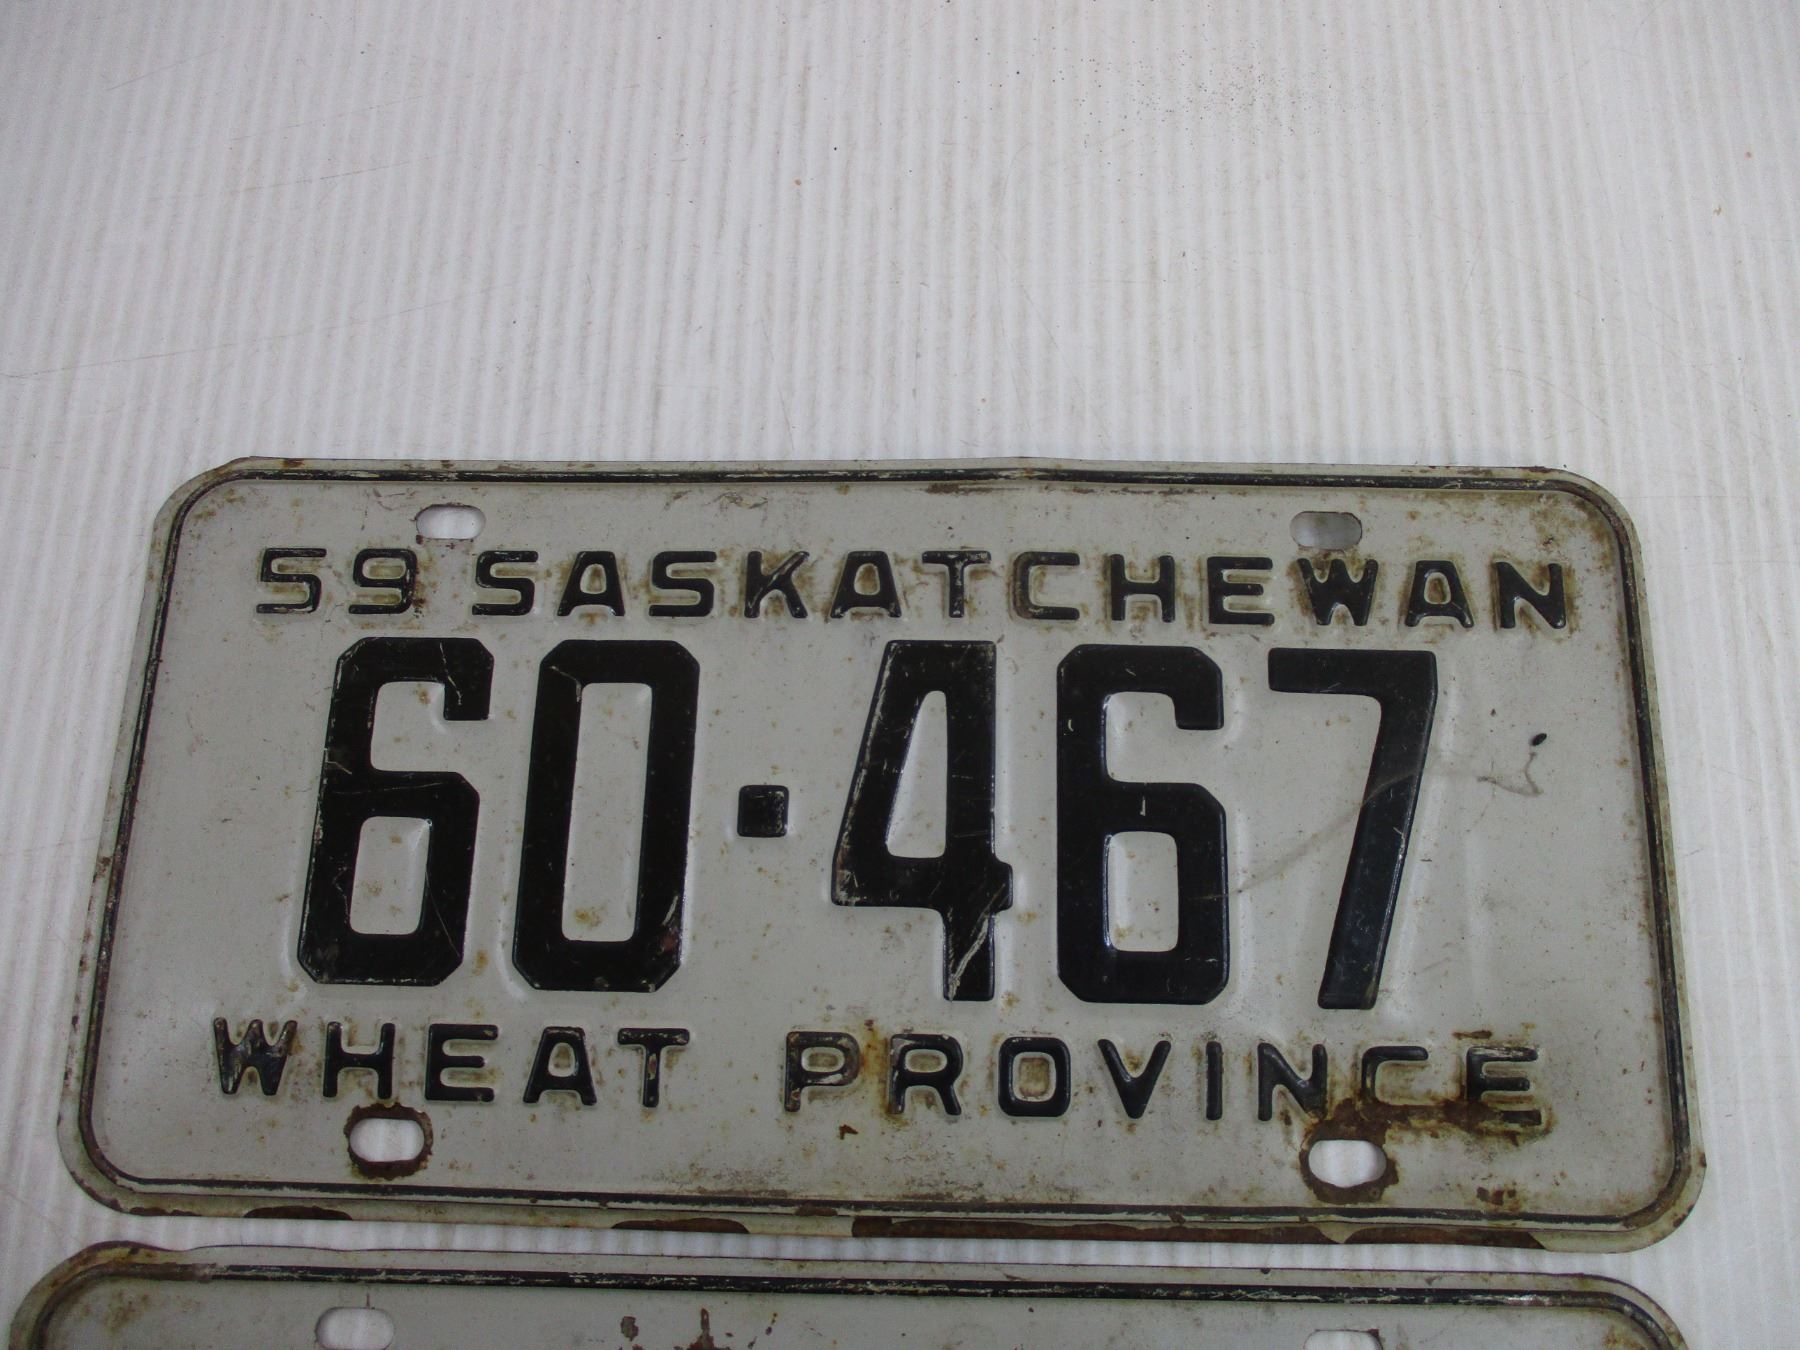 59 SASKATCHEWAN
60·467
WHEAT PROVINCE